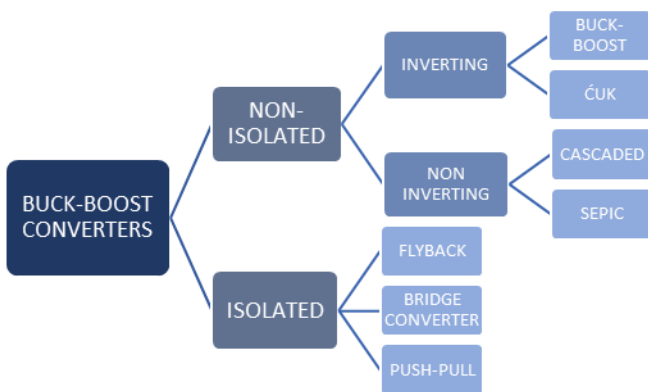 BUCK-BOOST
CONVERTERS
NON-
ISOLATED
INVERTING
BUCK-
BOOST
ĆUK
NON
INVERTING
CASCADED
SEPIC
ISOLATED
FLYBACK
BRIDGE
CONVERTER
PUSH-PULL